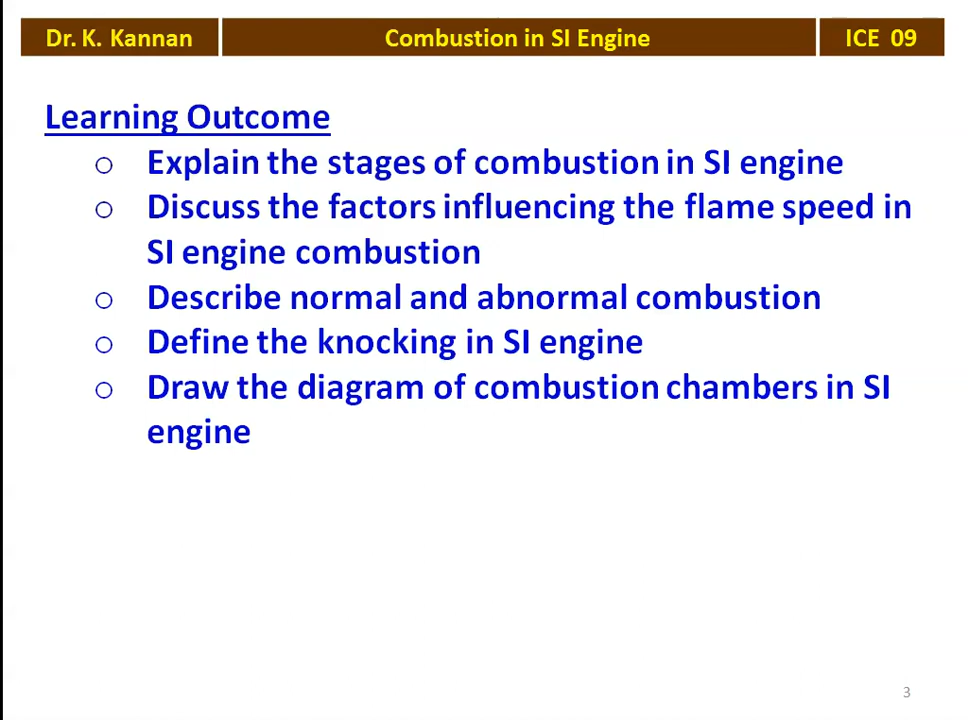 Dr. K. Kannan
Combustion in SI Engine
ICE 09
Learning Outcome
○ Explain the stages of combustion in SI engine
○ Discuss the factors influencing the flame speed in
SI engine combustion
○ Describe normal and abnormal combustion
○ Define the knocking in SI engine
○ Draw the diagram of combustion chambers in SI
engine
3